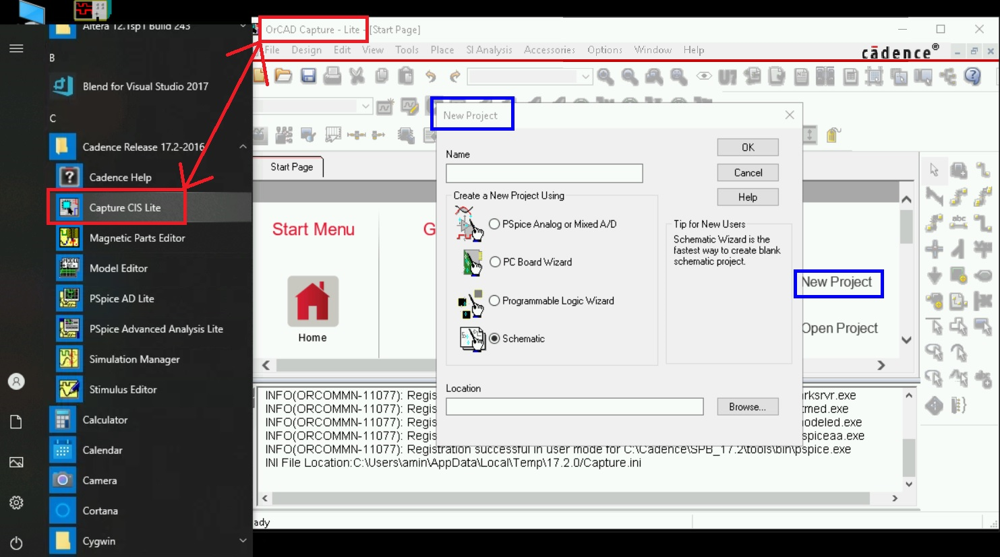 Altera 12.1sp1 Build 243
B
Blend for Visual Studio 2017
C
Cadence Release 17.2-2016
Cadence Help
Capture CIS Lite
Magnetic Parts Editor
Model Editor
PSpice AD Lite
PSpice Advanced Analysis Lite
Simulation Manager
Stimulus Editor
Calculator
Calendar
Camera
Cortana
Cygwin
OrCAD Capture - Lite - [Start Page]
File Design Edit View Tools Place SI Analysis Accessories Options Window Help
cādence®
U?
Start Page
Start Menu
G
Home
New Project
Open Project
New Project
Name
OK
Cancel
Help
Create a New Project Using
PSpice Analog or Mixed A/D
PC Board Wizard
Programmable Logic Wizard
Schematic
Tip for New Users
Schematic Wizard is the
fastest way to create blank
schematic project.
Location
Browse...
abc
INFO(ORCOMMN-11077): Regis rksrvr.exe
INFO(ORCOMMN-11077): Regis tmed.exe
INFO(ORCOMMN-11077): Regis odeled.exe
INFO(ORCOMMN-11077): Regis spiceaa.exe
INFO(ORCOMMN-11077): Registration successful in user mode for C:\Cadence\SPB_17.2\tools\bin\pspice.exe
INI File Location:C:\Users\amin\AppData\Local\Temp\17.2.0/Capture.ini
ady